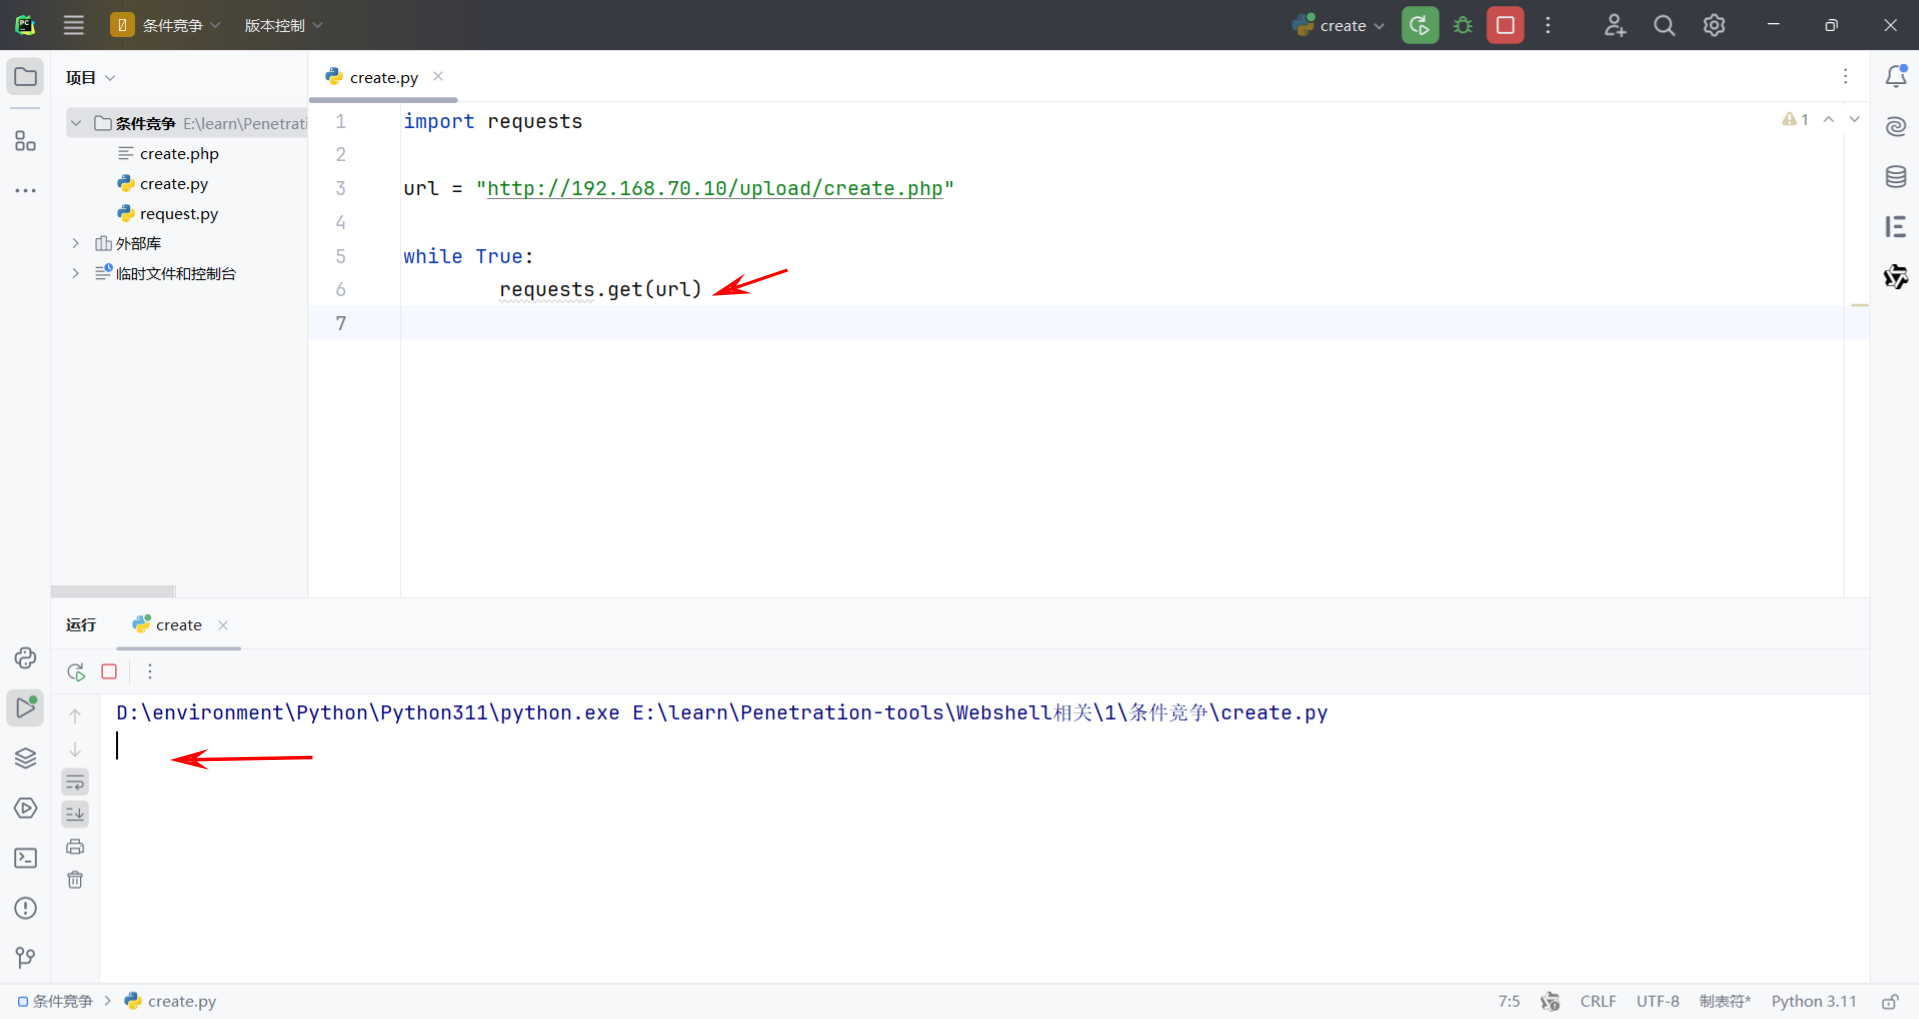 条件竞争
版本控制
create
项目
create.py
条件竞争 E:\learn\Penetrati
create.php
create.py
request.py
外部库
临时文件和控制台
1 import requests
2
3 url = "http://192.168.70.10/upload/create.php"
4
5 while True:
6 requests.get(url)
7
1
运行
create
D:\environment\Python\Python311\python.exe E:\learn\Penetration-tools\Webshell相关\1\条件竞争\create.py
条件竞争 > create.py
7:5 CRLF UTF-8 制表符* Python 3.11